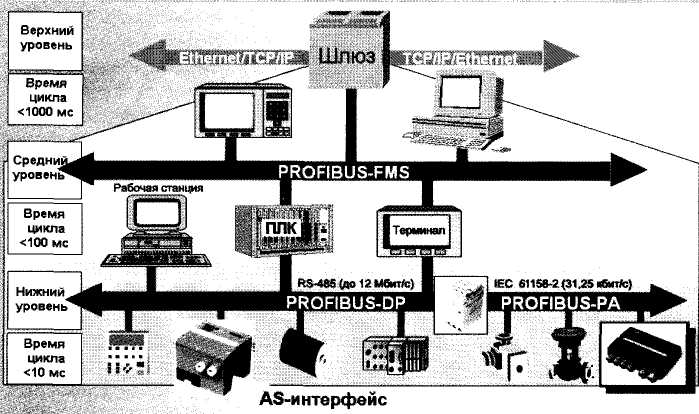 Верхний
уровень
Ethernet/TCP/IP
Шлюз
TCP/IP/Ethernet
Время
цикла
<1000 мс
Средний
уровень
PROFIBUS-FMS
Рабочая станция
Время
цикла
<100 мс
ПЛК
Терминал
Нижний
уровень
RS-485 (до 12 Мбит/с)
IEC 61158-2 (31,25 кбит/с)
PROFIBUS-DP
PROFIBUS-PA
Время
цикла
<10 мс
AS-интерфейс